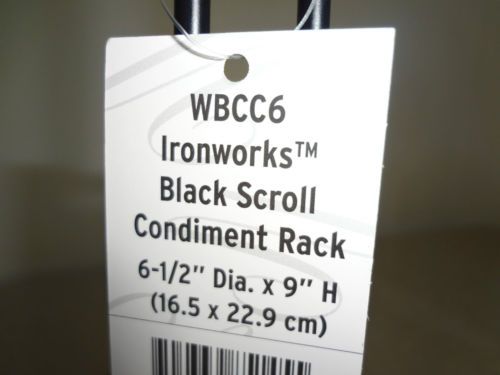 WBCC6
Ironworks™
Black Scroll
Condiment Rack
6-1/2" Dia. x 9" H
(16.5 x 22.9 cm)